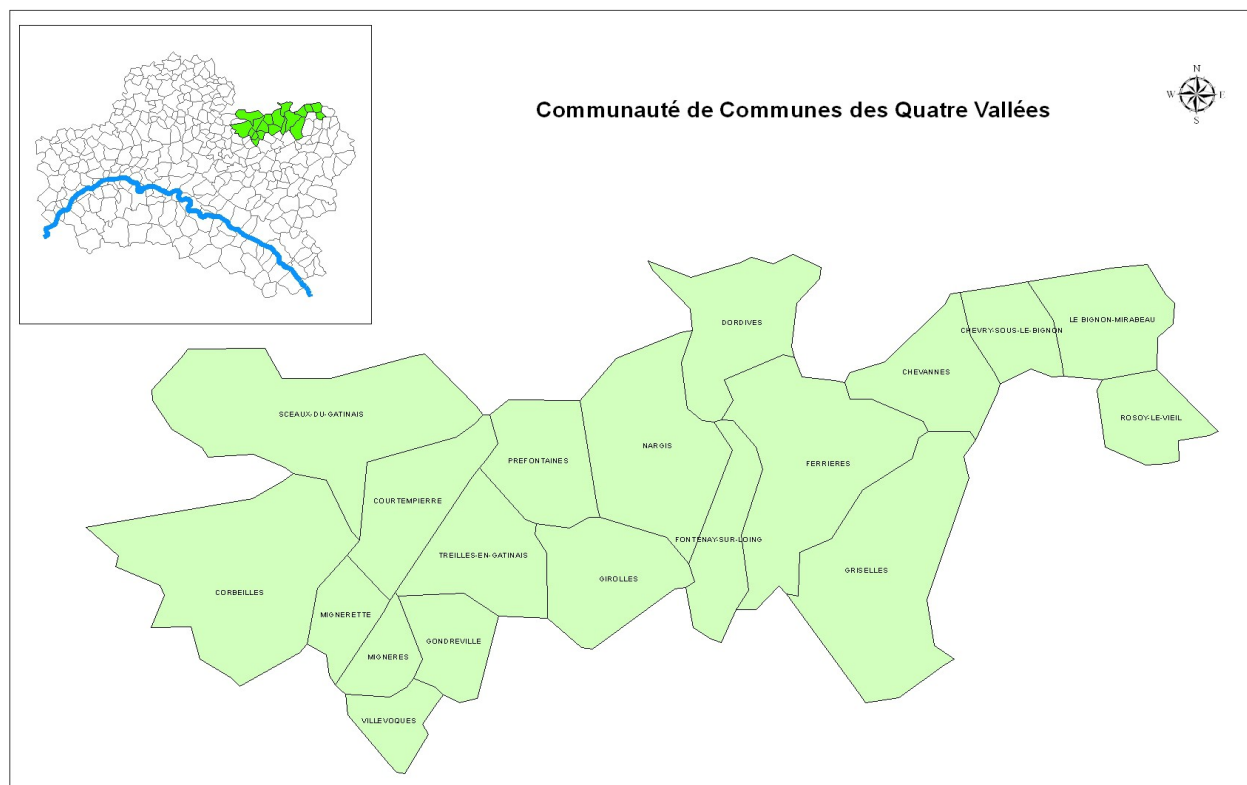 Communauté de Communes des Quatre Vallées
N
W E
S
DORDIVES
LE BIGNON-MIRABEAU
CHEVRY-SOUS-LE-BIGNON
CHEVANNES
SCEAUX-DU-GATINAIS
ROSOY-LE-VIEIL
NARGIS
PREFONTAINES
FERRIERES
COURTEMPIERRE
FONTENAY-SUR-LOING
TREILLES-EN-GATINAIS
GRISELLES
GIROLLES
CORBEILLES
MIGNERETTE
GONDREVILLE
MIGNERES
VILLEVOQUES